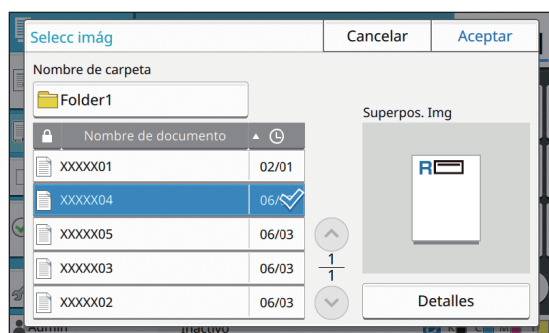 Selecc imág
Cancelar
Aceptar
Nombre de carpeta
Folder1
Superpos. Img
Nombre de documento
XXXXX01 02/01
XXXXX04 06/
XXXXX05 06/03
XXXXX03 06/03
XXXXX02 06/03
R
1
1
Detalles
Admin
Inactivo